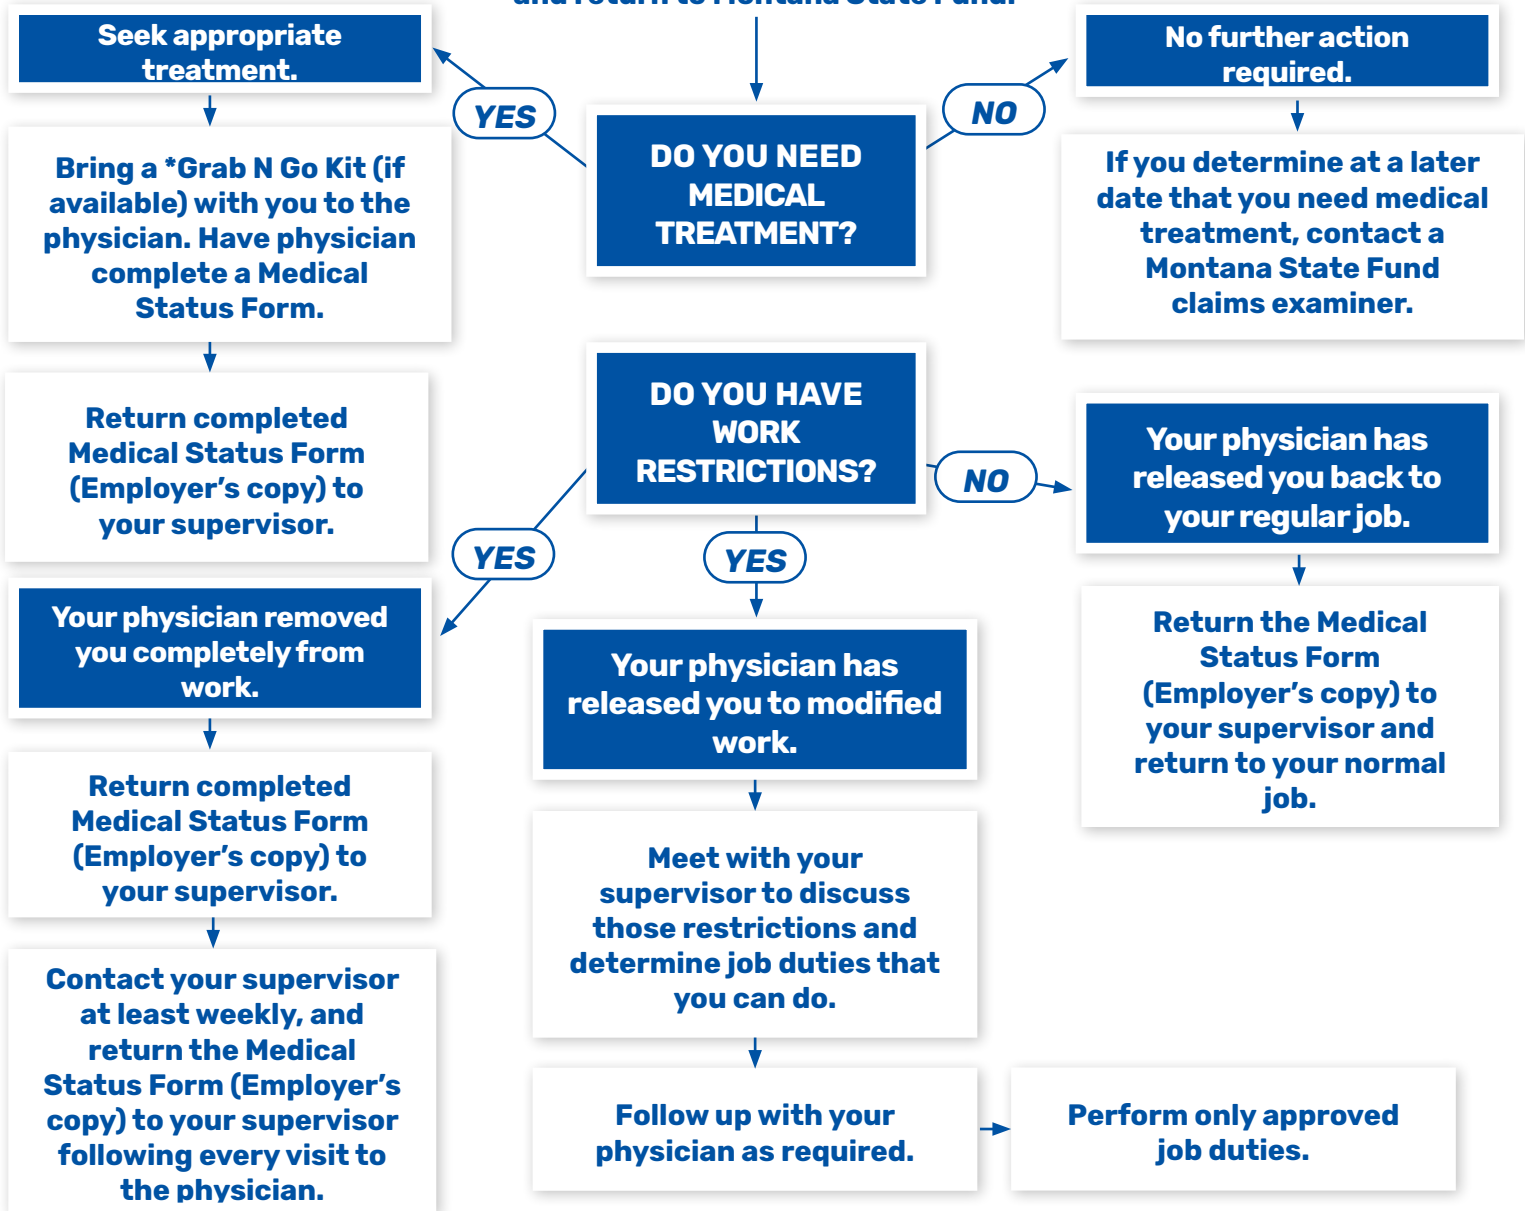 and return to Montana State Fund.
Seek appropriate
treatment.
YES
DO YOU NEED
MEDICAL
TREATMENT?
NO
No further action
required.
Bring a *Grab N Go Kit (if
available) with you to the
physician. Have physician
complete a Medical
Status Form.
If you determine at a later
date that you need medical
treatment, contact a
Montana State Fund
claims examiner.
Return completed
Medical Status Form
(Employer's copy) to
your supervisor.
DO YOU HAVE
WORK
RESTRICTIONS?
NO
Your physician has
released you back to
your regular job.
YES
YES
Your physician removed
you completely from
work.
Your physician has
released you to modified
work.
Return the Medical
Status Form
(Employer's copy) to
your supervisor and
return to your normal
job.
Return completed
Medical Status Form
(Employer's copy) to
your supervisor.
Meet with your
supervisor to discuss
those restrictions and
determine job duties that
you can do.
Contact your supervisor
at least weekly, and
return the Medical
Status Form (Employer's
copy) to your supervisor
following every visit to
the physician.
Follow up with your
physician as required.
Perform only approved
job duties.